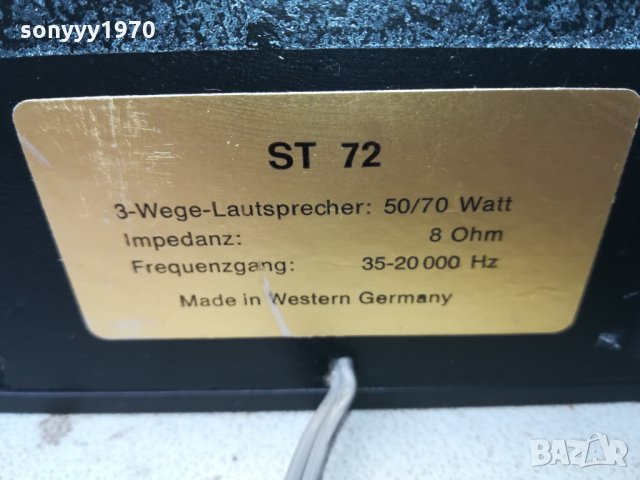 sonyyy1970
ST 72
3-Wege-Lautsprecher: 50/70 Watt
Impedanz: 8 Ohm
Frequenzgang: 35-20 000 Hz
Made in Western Germany
BAZAR